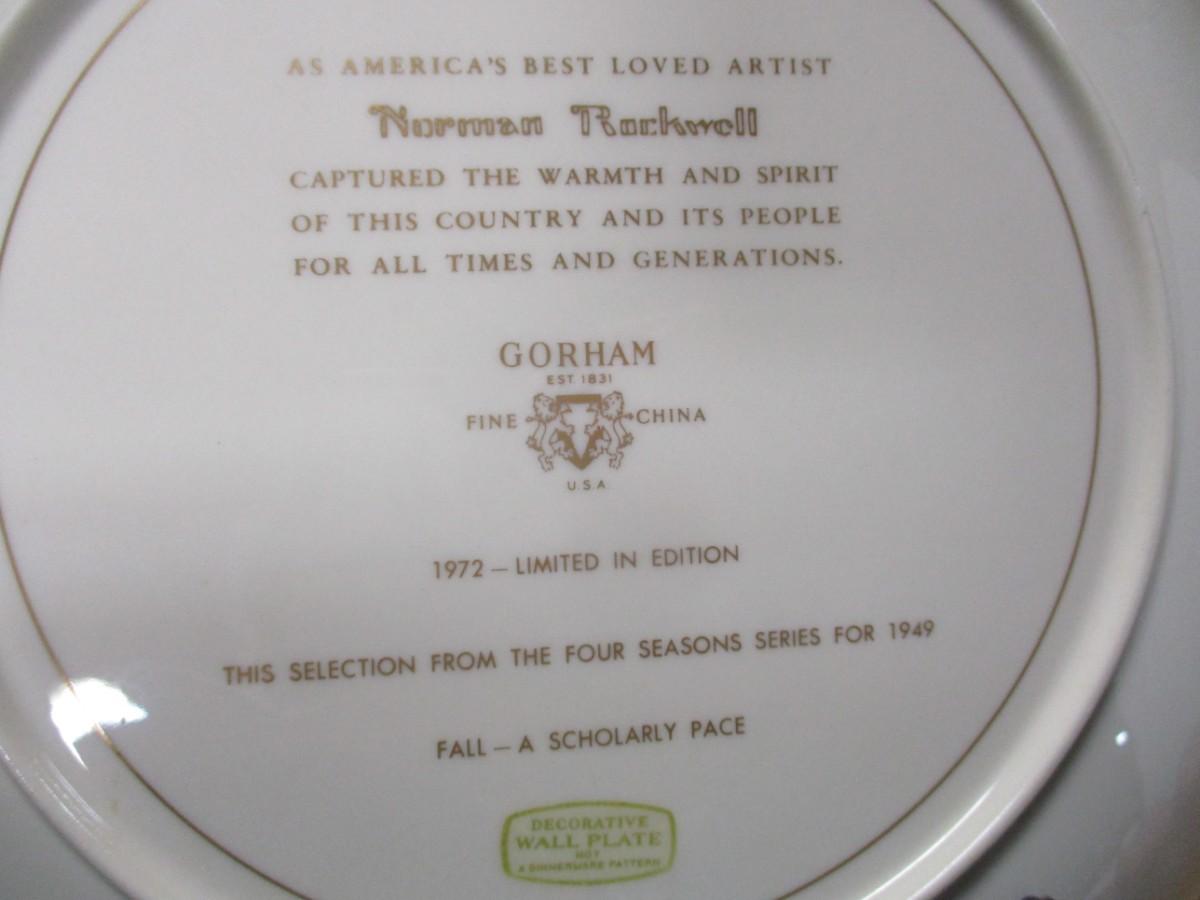 AS AMERICA'S BEST LOVED ARTIST
Norman Rockwell
CAPTURED THE WARMTH AND SPIRIT
OF THIS COUNTRY AND ITS PEOPLE
FOR ALL TIMES AND GENERATIONS.
GORHAM
EST. 1831
FINE CHINA
U.S.A.
1972 — LIMITED IN EDITION
THIS SELECTION FROM THE FOUR SEASONS SERIES FOR 1949
FALL — A SCHOLARLY PACE
DECORATIVE
WALL PLATE
NOT
A DINNERWARE PATTERN